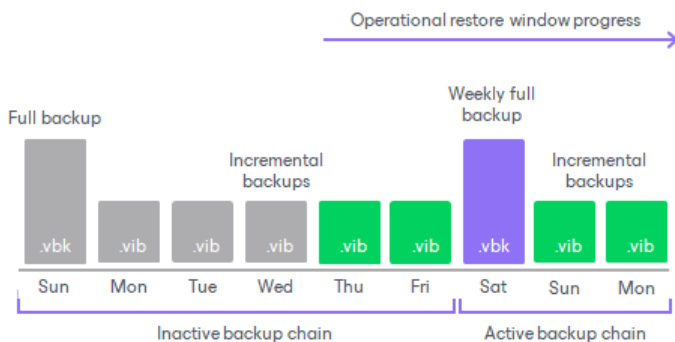 Operational restore window progress
Full backup
Weekly full
backup
Incremental
backups
Incremental
backups
.vbk .vib .vib .vib .vib .vib .vbk .vib .vib
Sun Mon Tue Wed Thu Fri Sat Sun Mon
Inactive backup chain Active backup chain